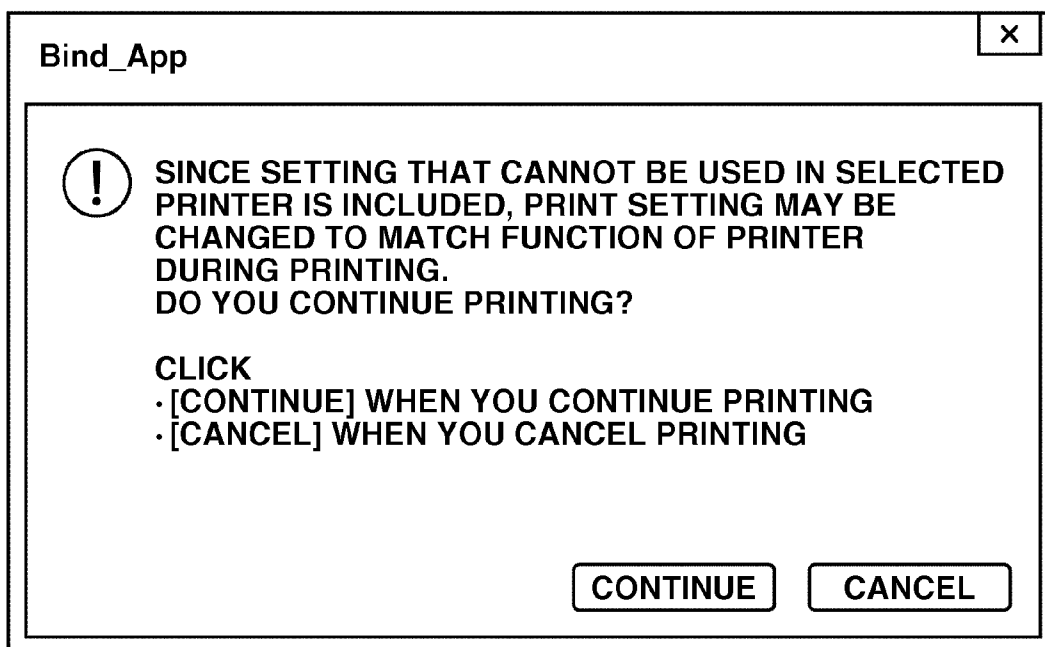 Bind_App
×
! SINCE SETTING THAT CANNOT BE USED IN SELECTED
PRINTER IS INCLUDED, PRINT SETTING MAY BE
CHANGED TO MATCH FUNCTION OF PRINTER
DURING PRINTING.
DO YOU CONTINUE PRINTING?
CLICK
· [CONTINUE] WHEN YOU CONTINUE PRINTING
· [CANCEL] WHEN YOU CANCEL PRINTING
CONTINUE CANCEL